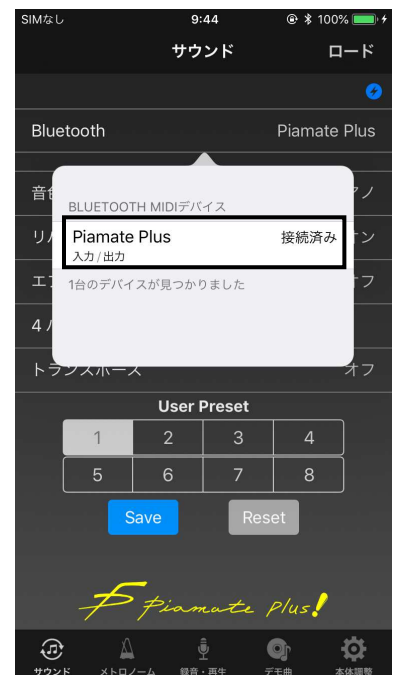 SIMなし 9:44 100%
サウンド ロード
Bluetooth Piamate Plus
BLUETOOTH MIDIデバイス
Piamate Plus 接続済み
入力/出力
1台のデバイスが見つかりました
トランスポーズ オフ
User Preset
1 2 3 4
5 6 7 8
Save Reset
Piamate Plus!
サウンド メトロノーム 録音・再生 デモ曲 本体調整